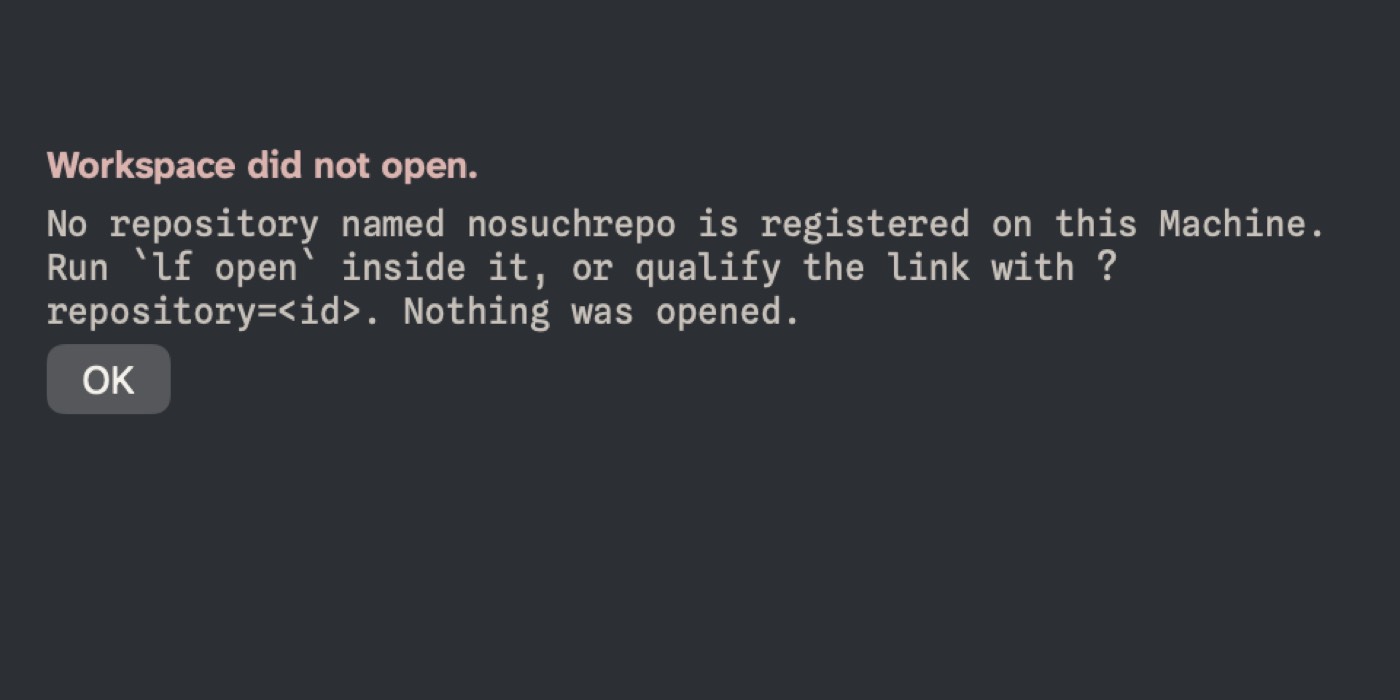 Workspace did not open.
No repository named nosuchrepo is registered on this Machine.
Run `lf open` inside it, or qualify the link with ?
repository=<id>. Nothing was opened.
OK